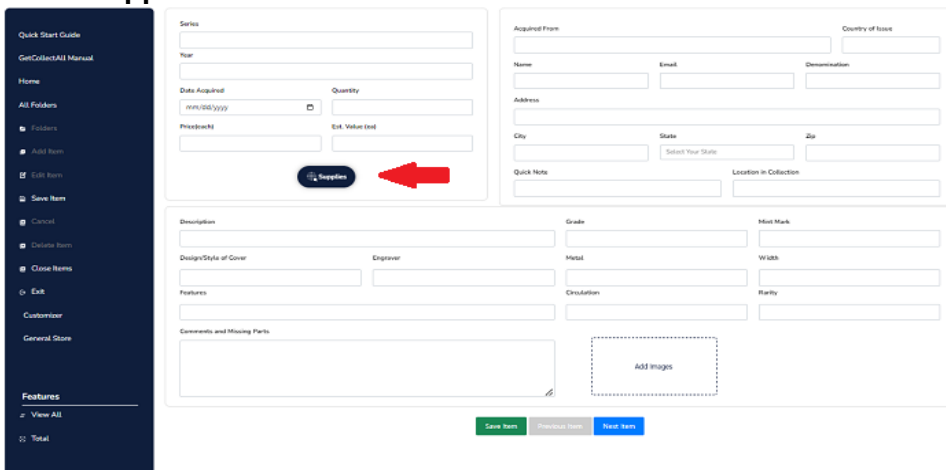 Quick Start Guide
GetCollectAll Manual
Home
All Folders
Folders
Add Item
Edit Item
Save Item
Cancel
Delete Item
Close Items
Exit
Customizer
General Store
Features
View All
Total
Series
Year
Date Acquired Quantity
mm/dd/yyyy
Price(each) Est. Value (ea)
Supplies
Acquired From Country of Issue
Name Email Denomination
Address
City State Zip
Select Your State
Quick Note Location in Collection
Description Grade Mint Mark
Design/Style of Cover Engraver Metal Width
Features Circulation Rarity
Comments and Missing Parts
Add Images
Save Item Previous Item Next Item